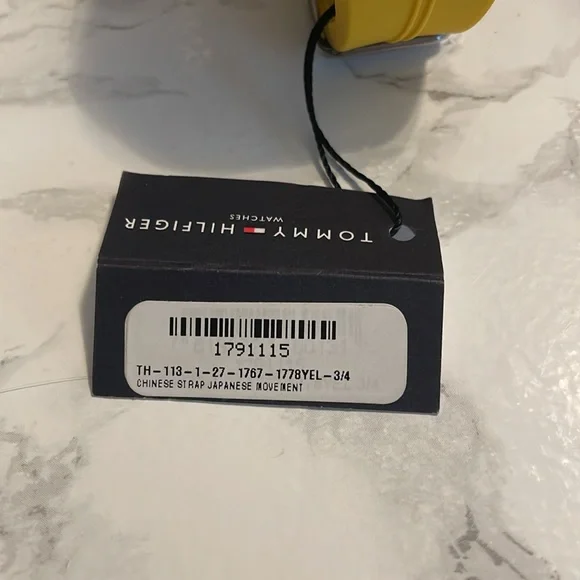 TOMMY HILFIGER
WATCHES
1791115
TH-113-1-27-1767-1778YEL-3/4
CHINESE STRAP JAPANESE MOVEMENT